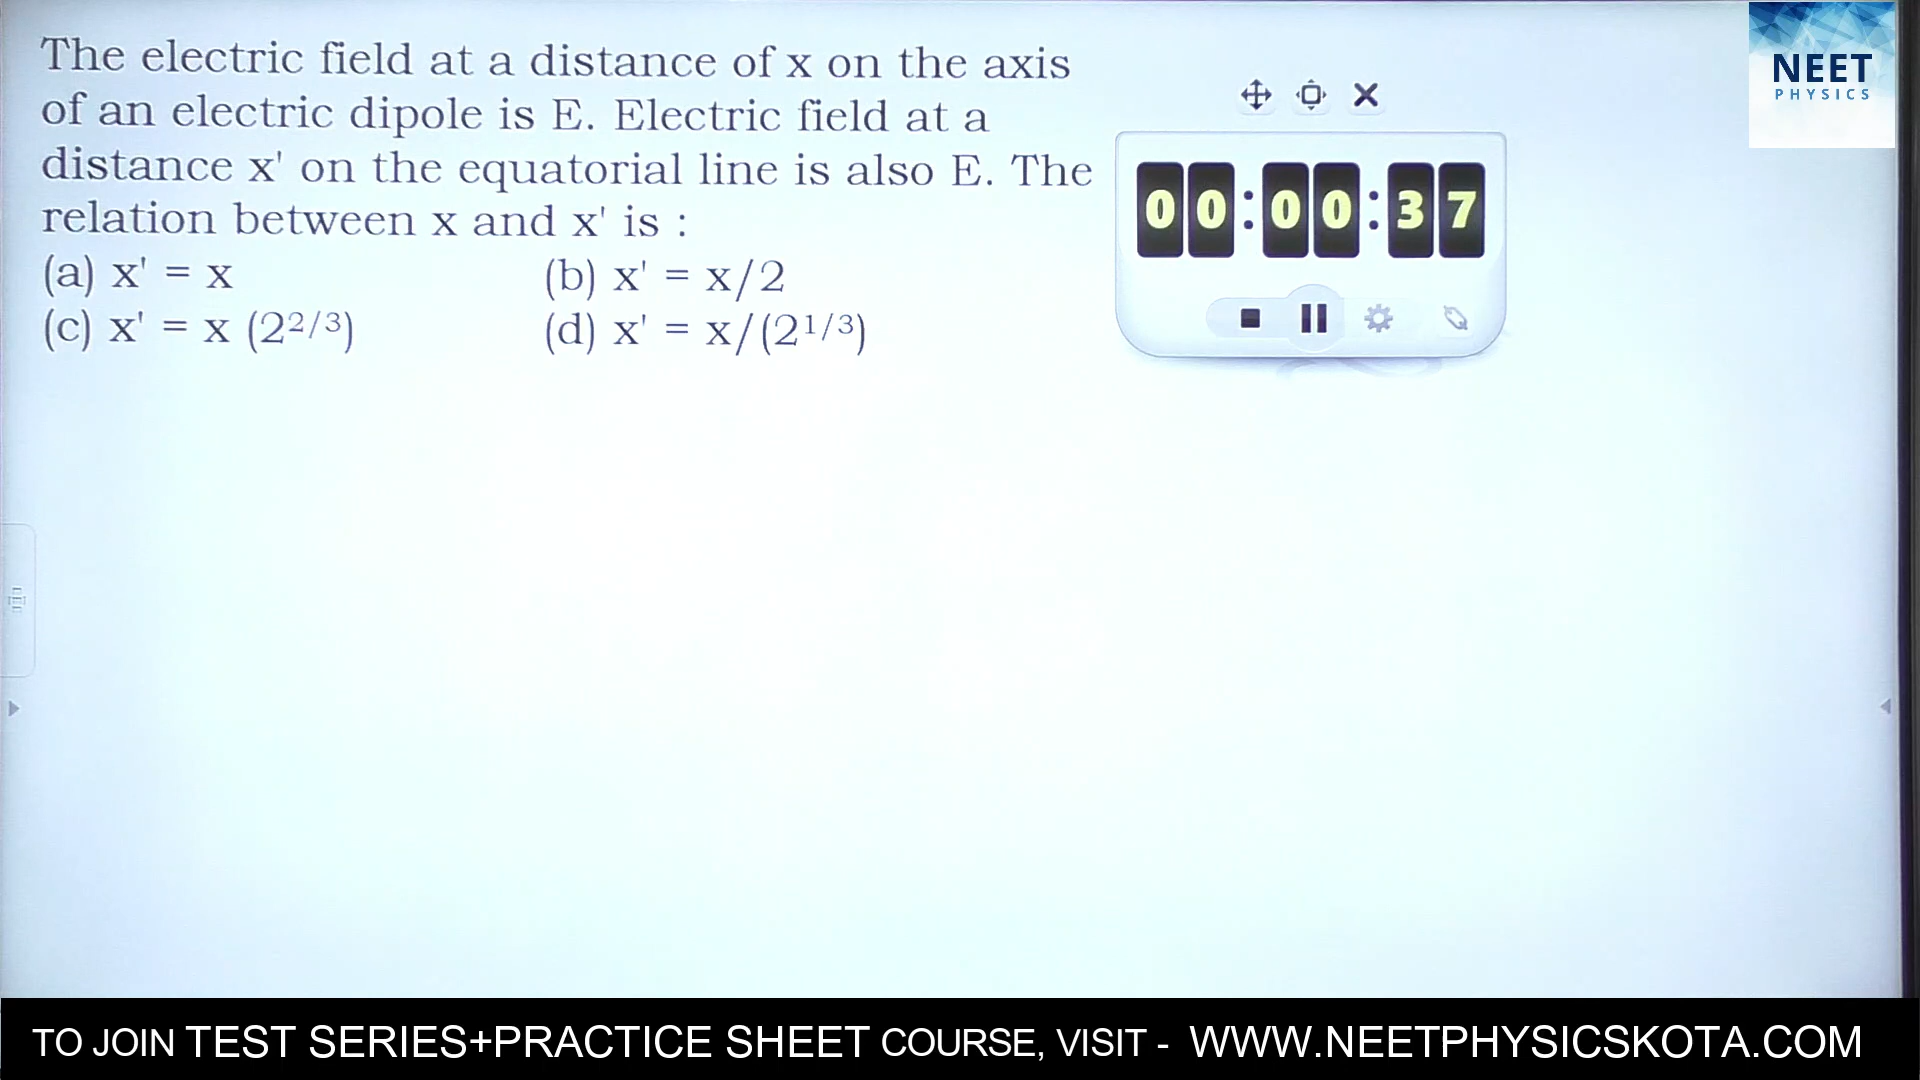 The electric field at a distance of x on the axis
of an electric dipole is E. Electric field at a
distance x' on the equatorial line is also E. The
relation between x and x' is :
(a) x' = x (b) x' = x/2
(c) x' = x (2^2/3) (d) x' = x/(2^1/3)
00:00:37
NEET
PHYSICS
TO JOIN TEST SERIES+PRACTICE SHEET COURSE, VISIT - WWW.NEETPHYSICSKOTA.COM